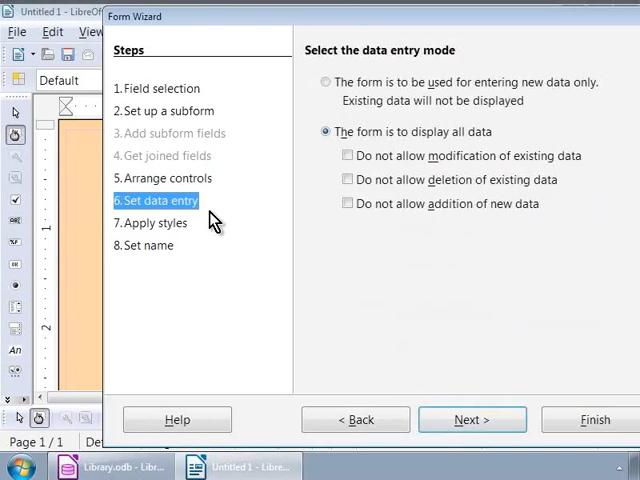 Untitled 1 - LibreOf
Form Wizard
File Edit View
Default
Steps
1. Field selection
2. Set up a subform
3. Add subform fields
4. Get joined fields
5. Arrange controls
6. Set data entry
7. Apply styles
8. Set name
Select the data entry mode
The form is to be used for entering new data only.
Existing data will not be displayed
The form is to display all data
Do not allow modification of existing data
Do not allow deletion of existing data
Do not allow addition of new data
1
2
ABI
%F
An
Help
< Back
Next >
Finish
Page 1 / 1
Library.odb - Libr...
Untitled 1 - Libre...